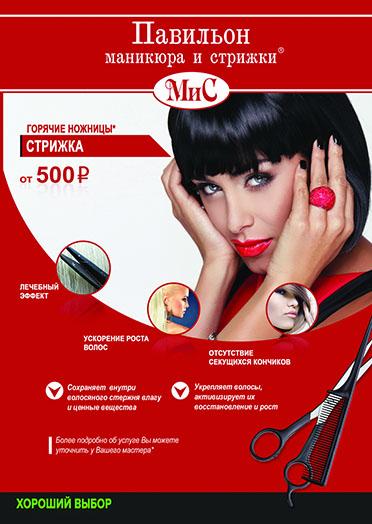 Павильон
маникюра и стрижки®
МиС
ГОРЯЧИЕ НОЖНИЦЫ*
СТРИЖКА
от 500 ₽
ЛЕЧЕБНЫЙ
ЭФФЕКТ
УСКОРЕНИЕ РОСТА
ВОЛОС
ОТСУТСТВИЕ
СЕКУЩИХСЯ КОНЧИКОВ
Сохраняет внутри
волосяного стержня влагу
и ценные вещества
Укрепляет волосы,
активизирует их
восстановление и рост
Более подробно об услуге Вы можете
уточнить у Вашего мастера*
ХОРОШИЙ ВЫБОР